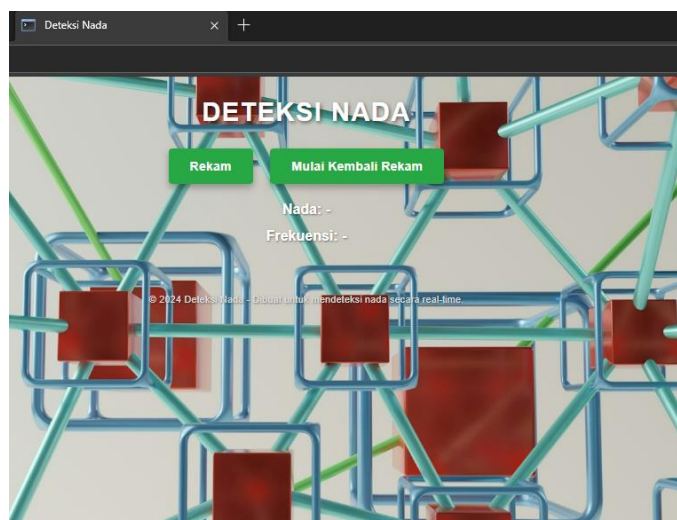 Deteksi Nada
DETEKSI NADA
Rekam
Mulai Kembali Rekam
Nada: -
Frekuensi: -
© 2024 Deteksi Nada - Dibuat untuk mendeteksi nada secara real-time.